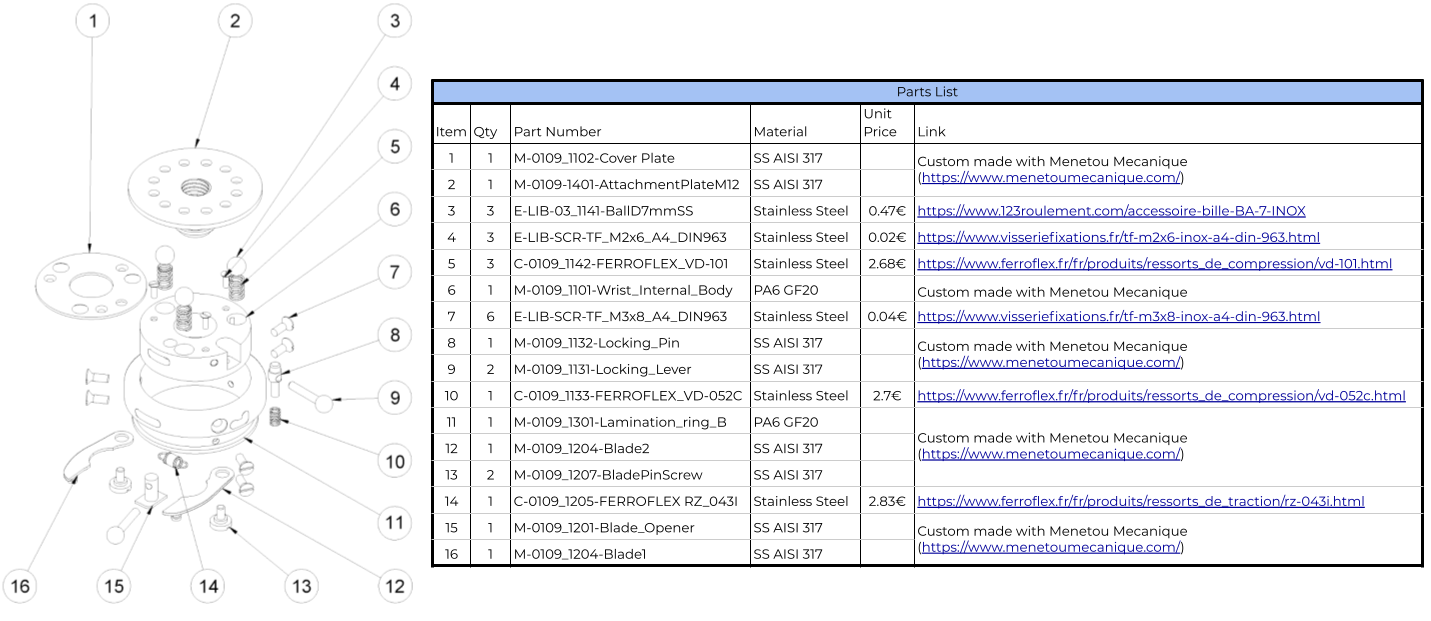 1
2
3
4
5
6
7
8
9
10
11
12
13
14
15
16
Parts List
Item Qty Part Number Material Unit Price Link
1 1 M-0109_1102-Cover Plate SS AISI 317
Custom made with Menetou Mecanique
(https://www.menetoumecanique.com/)
2 1 M-0109-1401-AttachmentPlateM12 SS AISI 317
3 3 E-LIB-03_1141-BallD7mmSS Stainless Steel 0.47€ https://www.123roulement.com/accessoire-bille-BA-7-INOX
4 3 E-LIB-SCR-TF_M2x6_A4_DIN963 Stainless Steel 0.02€ https://www.visseriefixations.fr/tf-m2x6-inox-a4-din-963.html
5 3 C-0109_1142-FERROFLEX_VD-101 Stainless Steel 2.68€ https://www.ferroflex.fr/fr/produits/ressorts_de_compression/vd-101.html
6 1 M-0109_1101-Wrist_Internal_Body PA6 GF20 Custom made with Menetou Mecanique
7 6 E-LIB-SCR-TF_M3x8_A4_DIN963 Stainless Steel 0.04€ https://www.visseriefixations.fr/tf-m3x8-inox-a4-din-963.html
8 1 M-0109_1132-Locking_Pin SS AISI 317
Custom made with Menetou Mecanique
(https://www.menetoumecanique.com/)
9 2 M-0109_1131-Locking_Lever SS AISI 317
10 1 C-0109_1133-FERROFLEX_VD-052C Stainless Steel 2.7€ https://www.ferroflex.fr/fr/produits/ressorts_de_compression/vd-052c.html
11 1 M-0109_1301-Lamination_ring_B PA6 GF20
12 1 M-0109_1204-Blade2 SS AISI 317
Custom made with Menetou Mecanique
(https://www.menetoumecanique.com/)
13 2 M-0109_1207-BladePinScrew SS AISI 317
14 1 C-0109_1205-FERROFLEX RZ_043I Stainless Steel 2.83€ https://www.ferroflex.fr/fr/produits/ressorts_de_traction/rz-043i.html
15 1 M-0109_1201-Blade_Opener SS AISI 317
Custom made with Menetou Mecanique
(https://www.menetoumecanique.com/)
16 1 M-0109_1204-Blade1 SS AISI 317